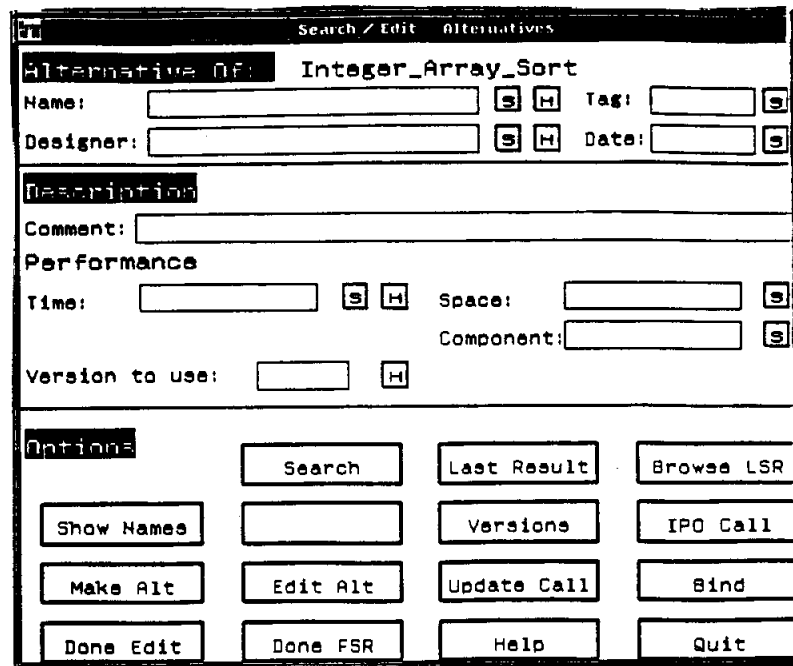 Search / Edit Alternatives
Alternative Of: Integer_Array_Sort
Name: S H Tag: S
Designer: S H Date: S
Description
Comment:
Performance
Time: S H Space: S
Component: S
Version to use: H
Options
Search Last Result Browse LSR
Show Names Versions IPO Call
Make Alt Edit Alt Update Call Bind
Done Edit Done FSR Help Quit